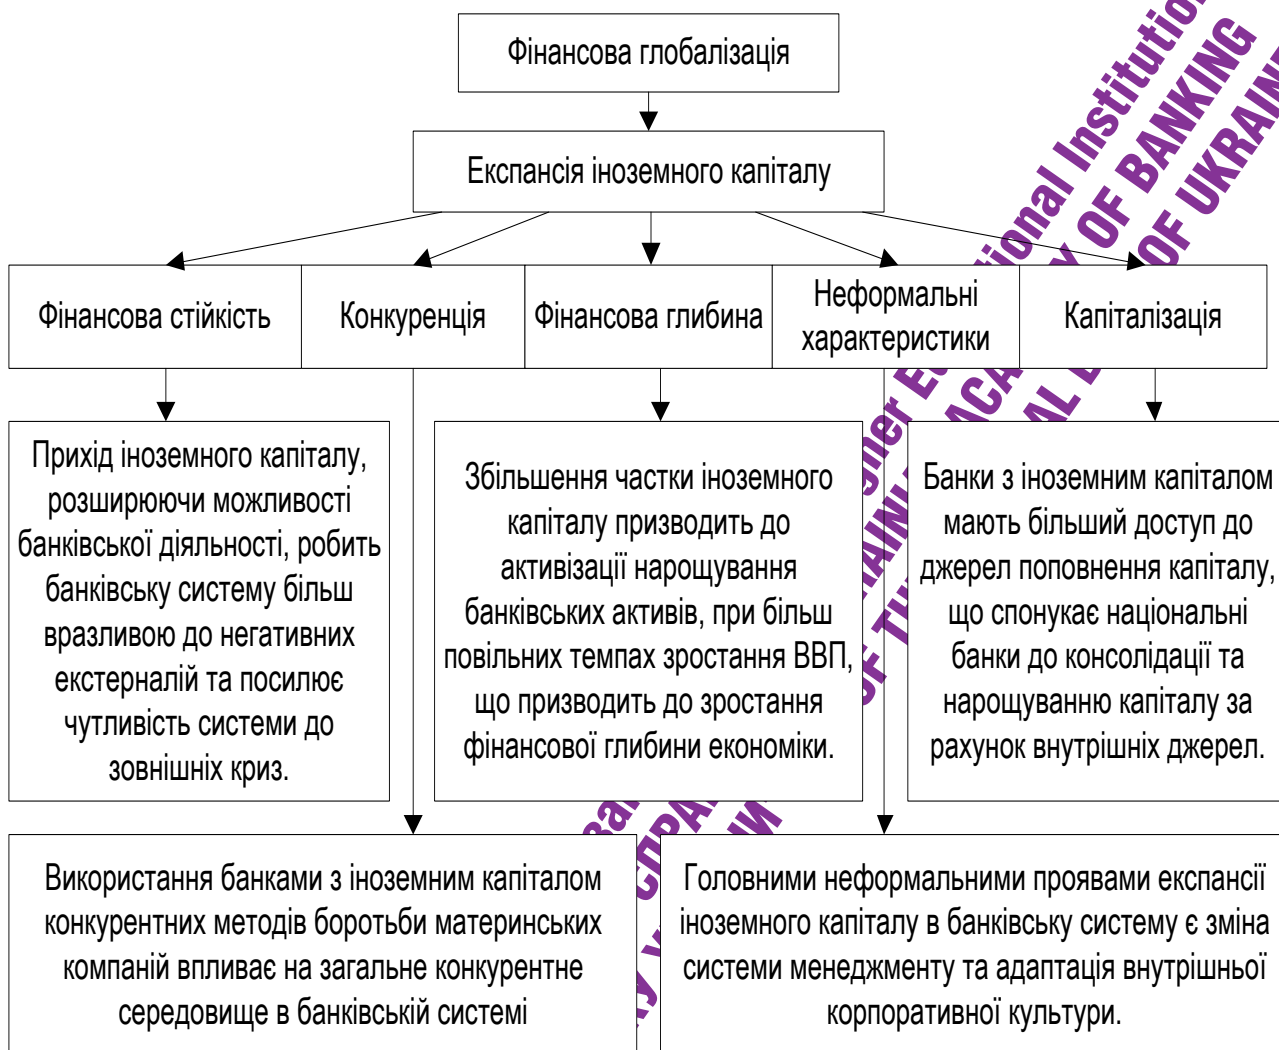 Фінансова глобалізація
Експансія іноземного капіталу
Фінансова стійкість
Конкуренція
Фінансова глибина
Неформальні
характеристики
Капіталізація
Прихід іноземного капіталу,
розширюючи можливості
банківської діяльності, робить
банківську систему більш
вразливою до негативних
екстерналій та посилює
чутливість системи до
зовнішніх криз.
Збільшення частки іноземного
капіталу призводить до
активізації нарощування
банківських активів, при більш
повільних темпах зростання ВВП,
що призводить до зростання
фінансової глибини економіки.
Банки з іноземним капіталом
мають більший доступ до
джерел поповнення капіталу,
що спонукає національні
банки до консолідації та
нарощуванню капіталу за
рахунок внутрішніх джерел.
Використання банками з іноземним капіталом
конкурентних методів боротьби материнських
компаній впливає на загальне конкурентне
середовище в банківській системі
Головними неформальними проявами експансії
іноземного капіталу в банківську систему є зміна
системи менеджменту та адаптація внутрішньої
корпоративної культури.
Institution
OF BANKING
OF UKRAINE